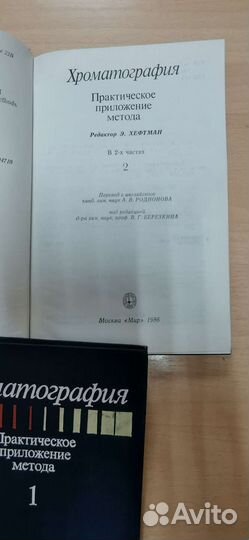 Хроматография
Практическое
приложение
метода
Редактор Э. ХЕФТМАН
В 2-х частях
2
Перевод с английского
канд. хим. наук А. В. РОДИОНОВА
под редакцией
д-ра хим. наук, проф. В. Г. БЕРЕЗКИНА
Москва «Мир» 1986
матография
Практическое
приложение
метода
1
Avito